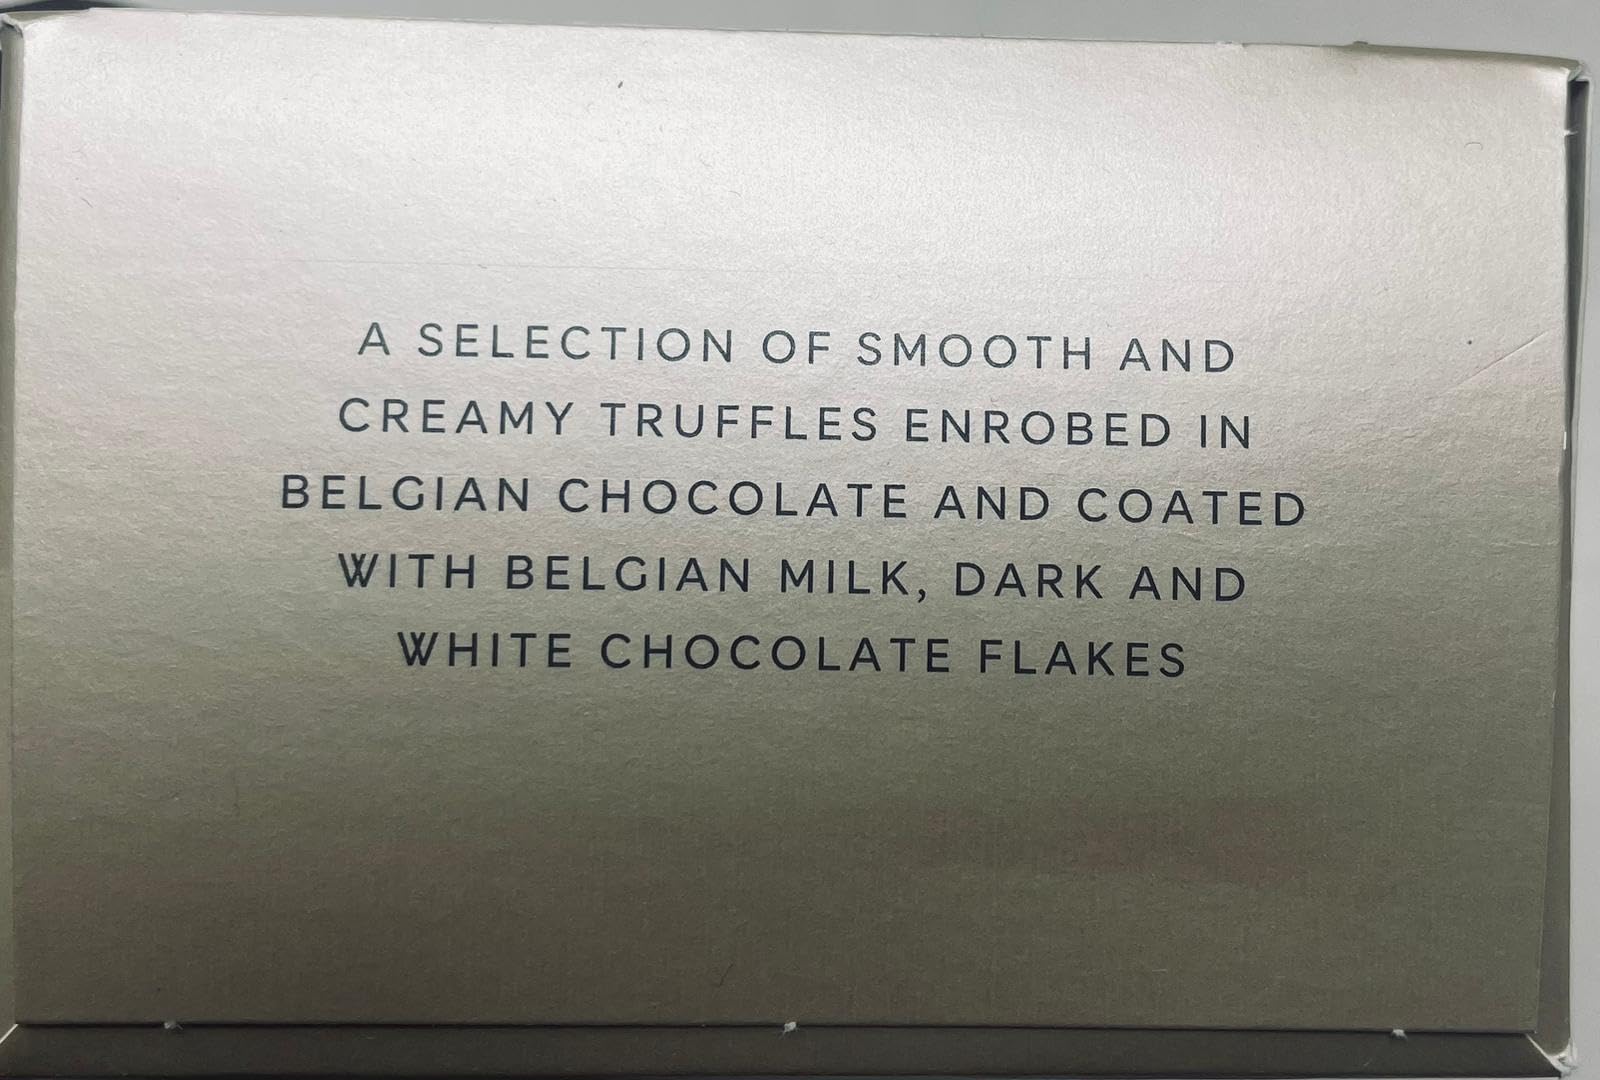 A SELECTION OF SMOOTH AND
CREAMY TRUFFLES ENROBED IN
BELGIAN CHOCOLATE AND COATED
WITH BELGIAN MILK, DARK AND
WHITE CHOCOLATE FLAKES